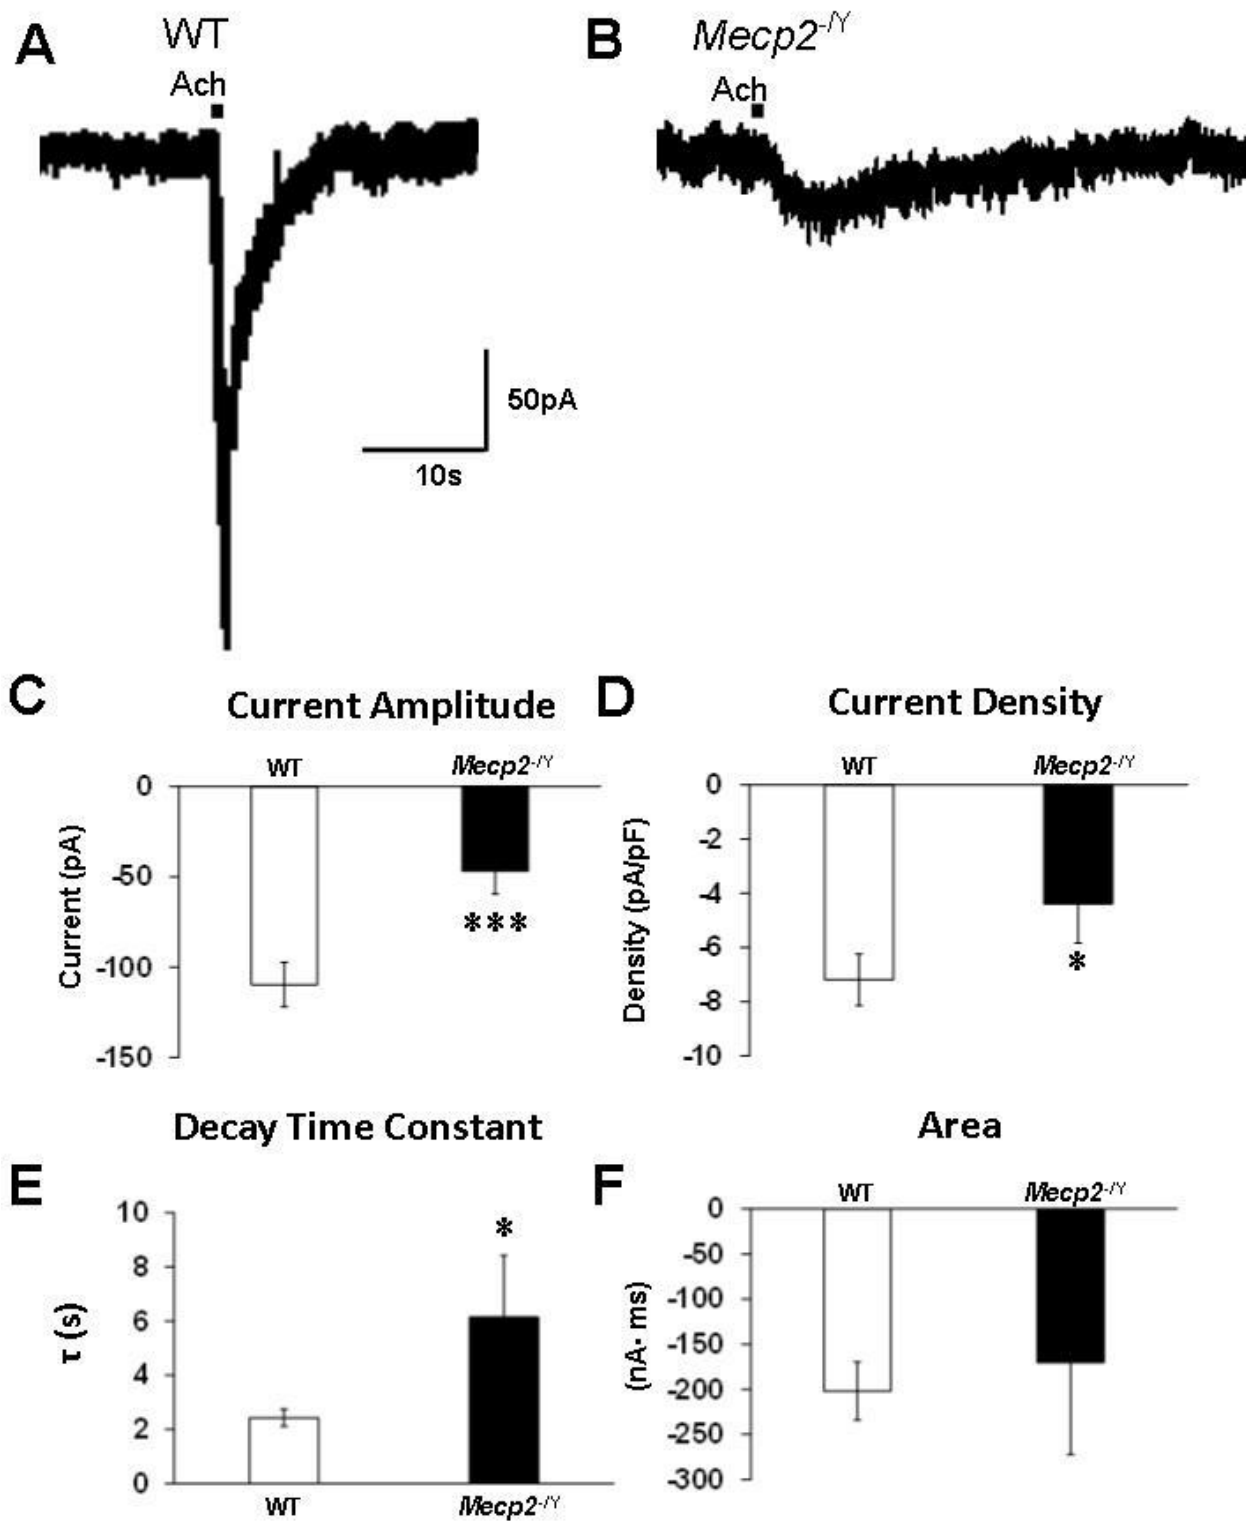 A WT
Ach
B Mecp2-/Y
Ach
50pA
10s
C Current Amplitude
WT Mecp2-/Y
Current (pA)
0
-50
-100
-150
***
D Current Density
WT Mecp2-/Y
Density (pA/pF)
0
-2
-4
-6
-8
-10
*
Decay Time Constant
E
τ (s)
10
8
6
4
2
0
*
WT Mecp2-/Y
Area
F
WT Mecp2-/Y
(nA· ms)
0
-50
-100
-150
-200
-250
-300